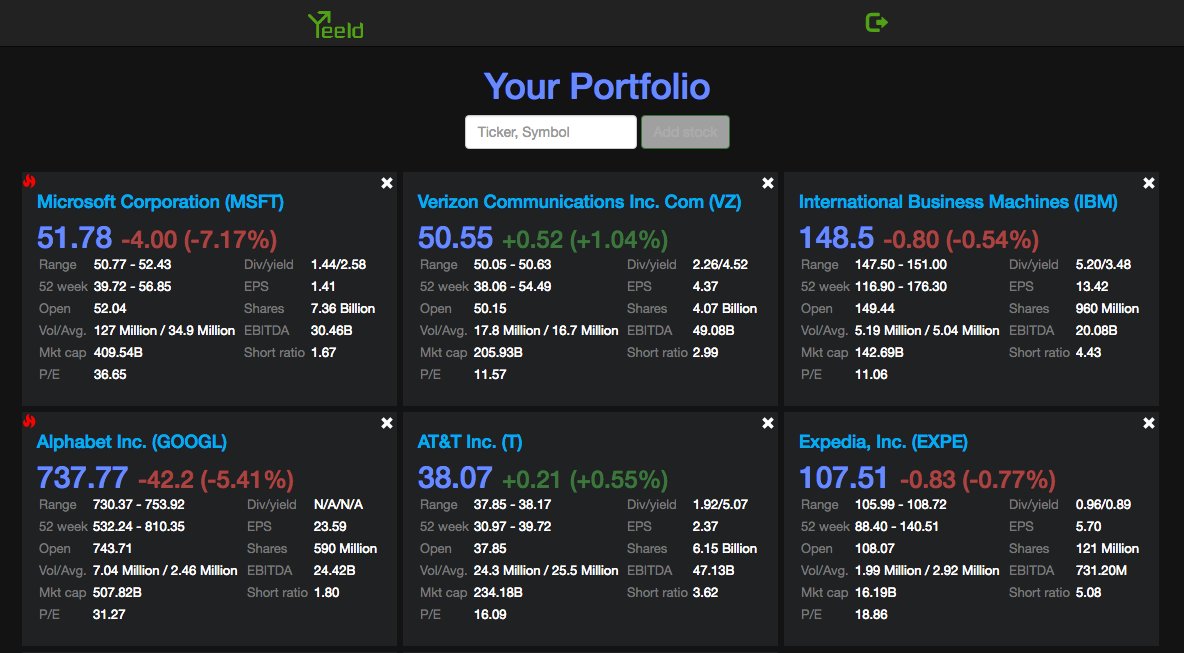 Yeeld
Your Portfolio
Ticker, Symbol Add stock
Microsoft Corporation (MSFT)
51.78 -4.00 (-7.17%)
Range 50.77 - 52.43 Div/yield 1.44/2.58
52 week 39.72 - 56.85 EPS 1.41
Open 52.04 Shares 7.36 Billion
Vol/Avg. 127 Million / 34.9 Million EBITDA 30.46B
Mkt cap 409.54B Short ratio 1.67
P/E 36.65
Verizon Communications Inc. Com (VZ)
50.55 +0.52 (+1.04%)
Range 50.05 - 50.63 Div/yield 2.26/4.52
52 week 38.06 - 54.49 EPS 4.37
Open 50.15 Shares 4.07 Billion
Vol/Avg. 17.8 Million / 16.7 Million EBITDA 49.08B
Mkt cap 205.93B Short ratio 2.99
P/E 11.57
International Business Machines (IBM)
148.5 -0.80 (-0.54%)
Range 147.50 - 151.00 Div/yield 5.20/3.48
52 week 116.90 - 176.30 EPS 13.42
Open 149.44 Shares 960 Million
Vol/Avg. 5.19 Million / 5.04 Million EBITDA 20.08B
Mkt cap 142.69B Short ratio 4.43
P/E 11.06
Alphabet Inc. (GOOGL)
737.77 -42.2 (-5.41%)
Range 730.37 - 753.92 Div/yield N/A/N/A
52 week 532.24 - 810.35 EPS 23.59
Open 743.71 Shares 590 Million
Vol/Avg. 7.04 Million / 2.46 Million EBITDA 24.42B
Mkt cap 507.82B Short ratio 1.80
P/E 31.27
AT&T Inc. (T)
38.07 +0.21 (+0.55%)
Range 37.85 - 38.17 Div/yield 1.92/5.07
52 week 30.97 - 39.72 EPS 2.37
Open 37.85 Shares 6.15 Billion
Vol/Avg. 24.3 Million / 25.5 Million EBITDA 47.13B
Mkt cap 234.18B Short ratio 3.62
P/E 16.09
Expedia, Inc. (EXPE)
107.51 -0.83 (-0.77%)
Range 105.99 - 108.72 Div/yield 0.96/0.89
52 week 88.40 - 140.51 EPS 5.70
Open 108.07 Shares 121 Million
Vol/Avg. 1.99 Million / 2.92 Million EBITDA 731.20M
Mkt cap 16.19B Short ratio 5.08
P/E 18.86